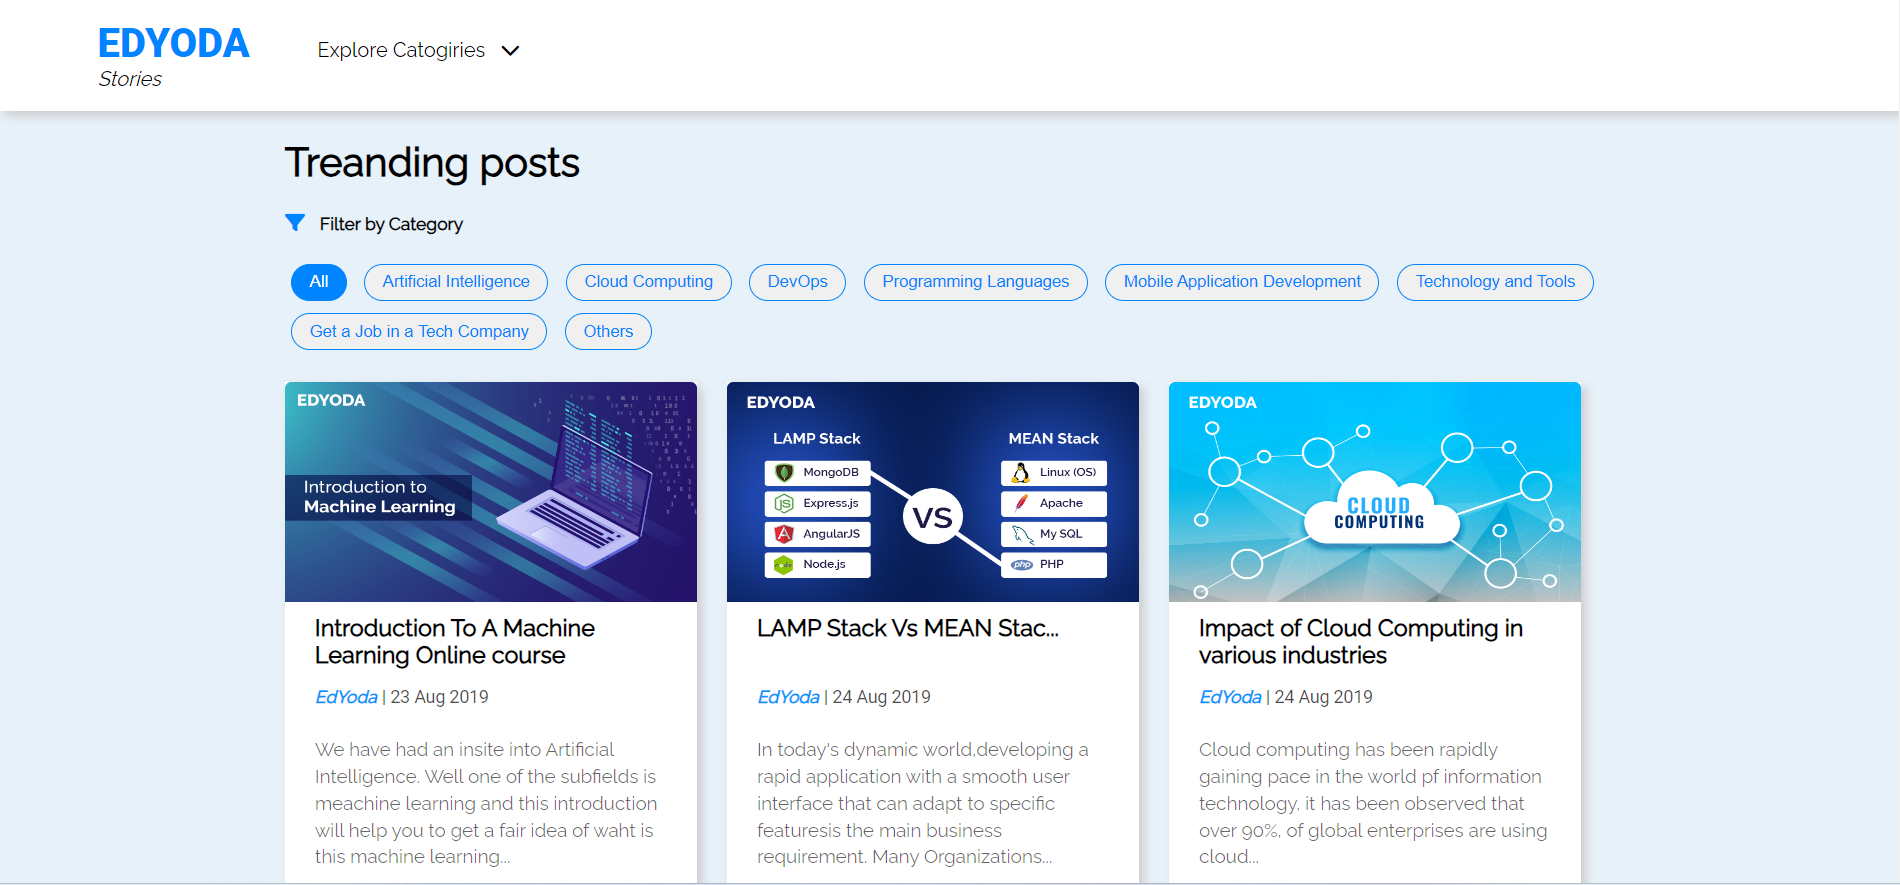 EDYODA
Stories
Explore Catogiries
Treanding posts
Filter by Category
All
Artificial Intelligence
Cloud Computing
DevOps
Programming Languages
Mobile Application Development
Technology and Tools
Get a Job in a Tech Company
Others
EDYODA
Introduction to
Machine Learning
Introduction To A Machine
Learning Online course
EdYoda | 23 Aug 2019
We have had an insite into Artificial
Intelligence. Well one of the subfields is
meachine learning and this introduction
will help you to get a fair idea of waht is
this machine learning...
EDYODA
LAMP Stack
MongoDB
Express.js
AngularJS
Node.js
VS
MEAN Stack
Linux (OS)
Apache
My SQL
php PHP
LAMP Stack Vs MEAN Stac...
EdYoda | 24 Aug 2019
In today's dynamic world,developing a
rapid application with a smooth user
interface that can adapt to specific
featuresis the main business
requirement. Many Organizations...
EDYODA
CLOUD
COMPUTING
Impact of Cloud Computing in
various industries
EdYoda | 24 Aug 2019
Cloud computing has been rapidly
gaining pace in the world pf information
technology, it has been observed that
over 90%, of global enterprises are using
cloud...